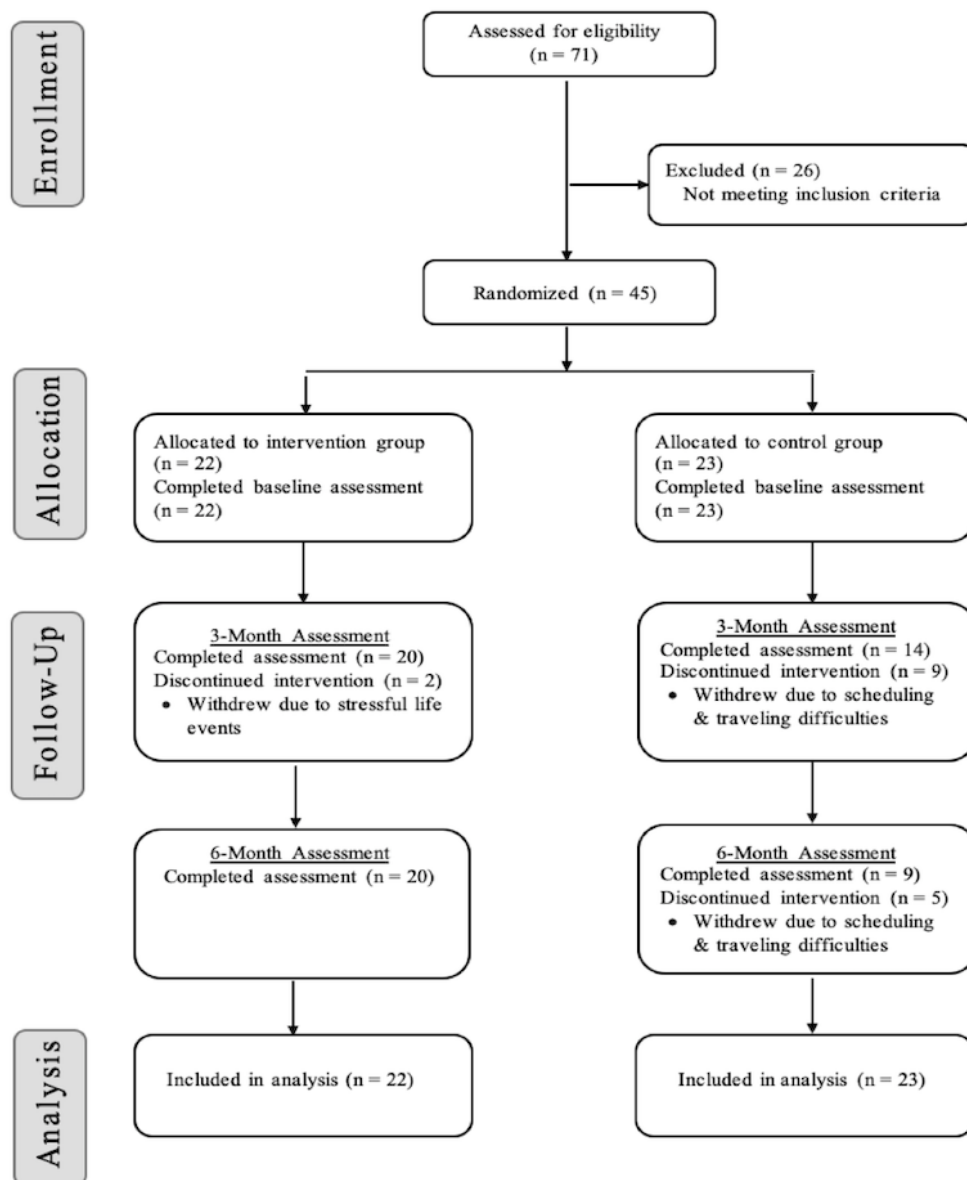 Enrollment
Assessed for eligibility
(n = 71)
Excluded (n = 26)
Not meeting inclusion criteria
Randomized (n = 45)
Allocation
Allocated to intervention group
(n = 22)
Completed baseline assessment
(n = 22)
Allocated to control group
(n = 23)
Completed baseline assessment
(n = 23)
Follow-Up
3-Month Assessment
Completed assessment (n = 20)
Discontinued intervention (n = 2)
• Withdrew due to stressful life
events
3-Month Assessment
Completed assessment (n = 14)
Discontinued intervention (n = 9)
• Withdrew due to scheduling
& traveling difficulties
6-Month Assessment
Completed assessment (n = 20)
6-Month Assessment
Completed assessment (n = 9)
Discontinued intervention (n = 5)
• Withdrew due to scheduling
& traveling difficulties
Analysis
Included in analysis (n = 22)
Included in analysis (n = 23)